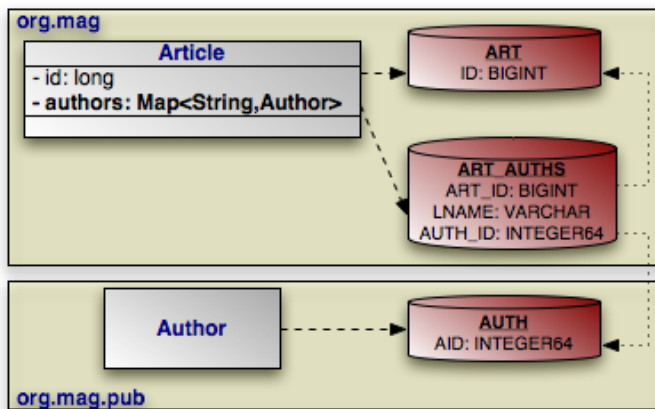 org.mag
Article
- id: long
- authors: Map<String,Author>
ART
ID: BIGINT
ART_AUTHS
ART_ID: BIGINT
LNAME: VARCHAR
AUTH_ID: INTEGER64
Author
AUTH
AID: INTEGER64
org.mag.pub